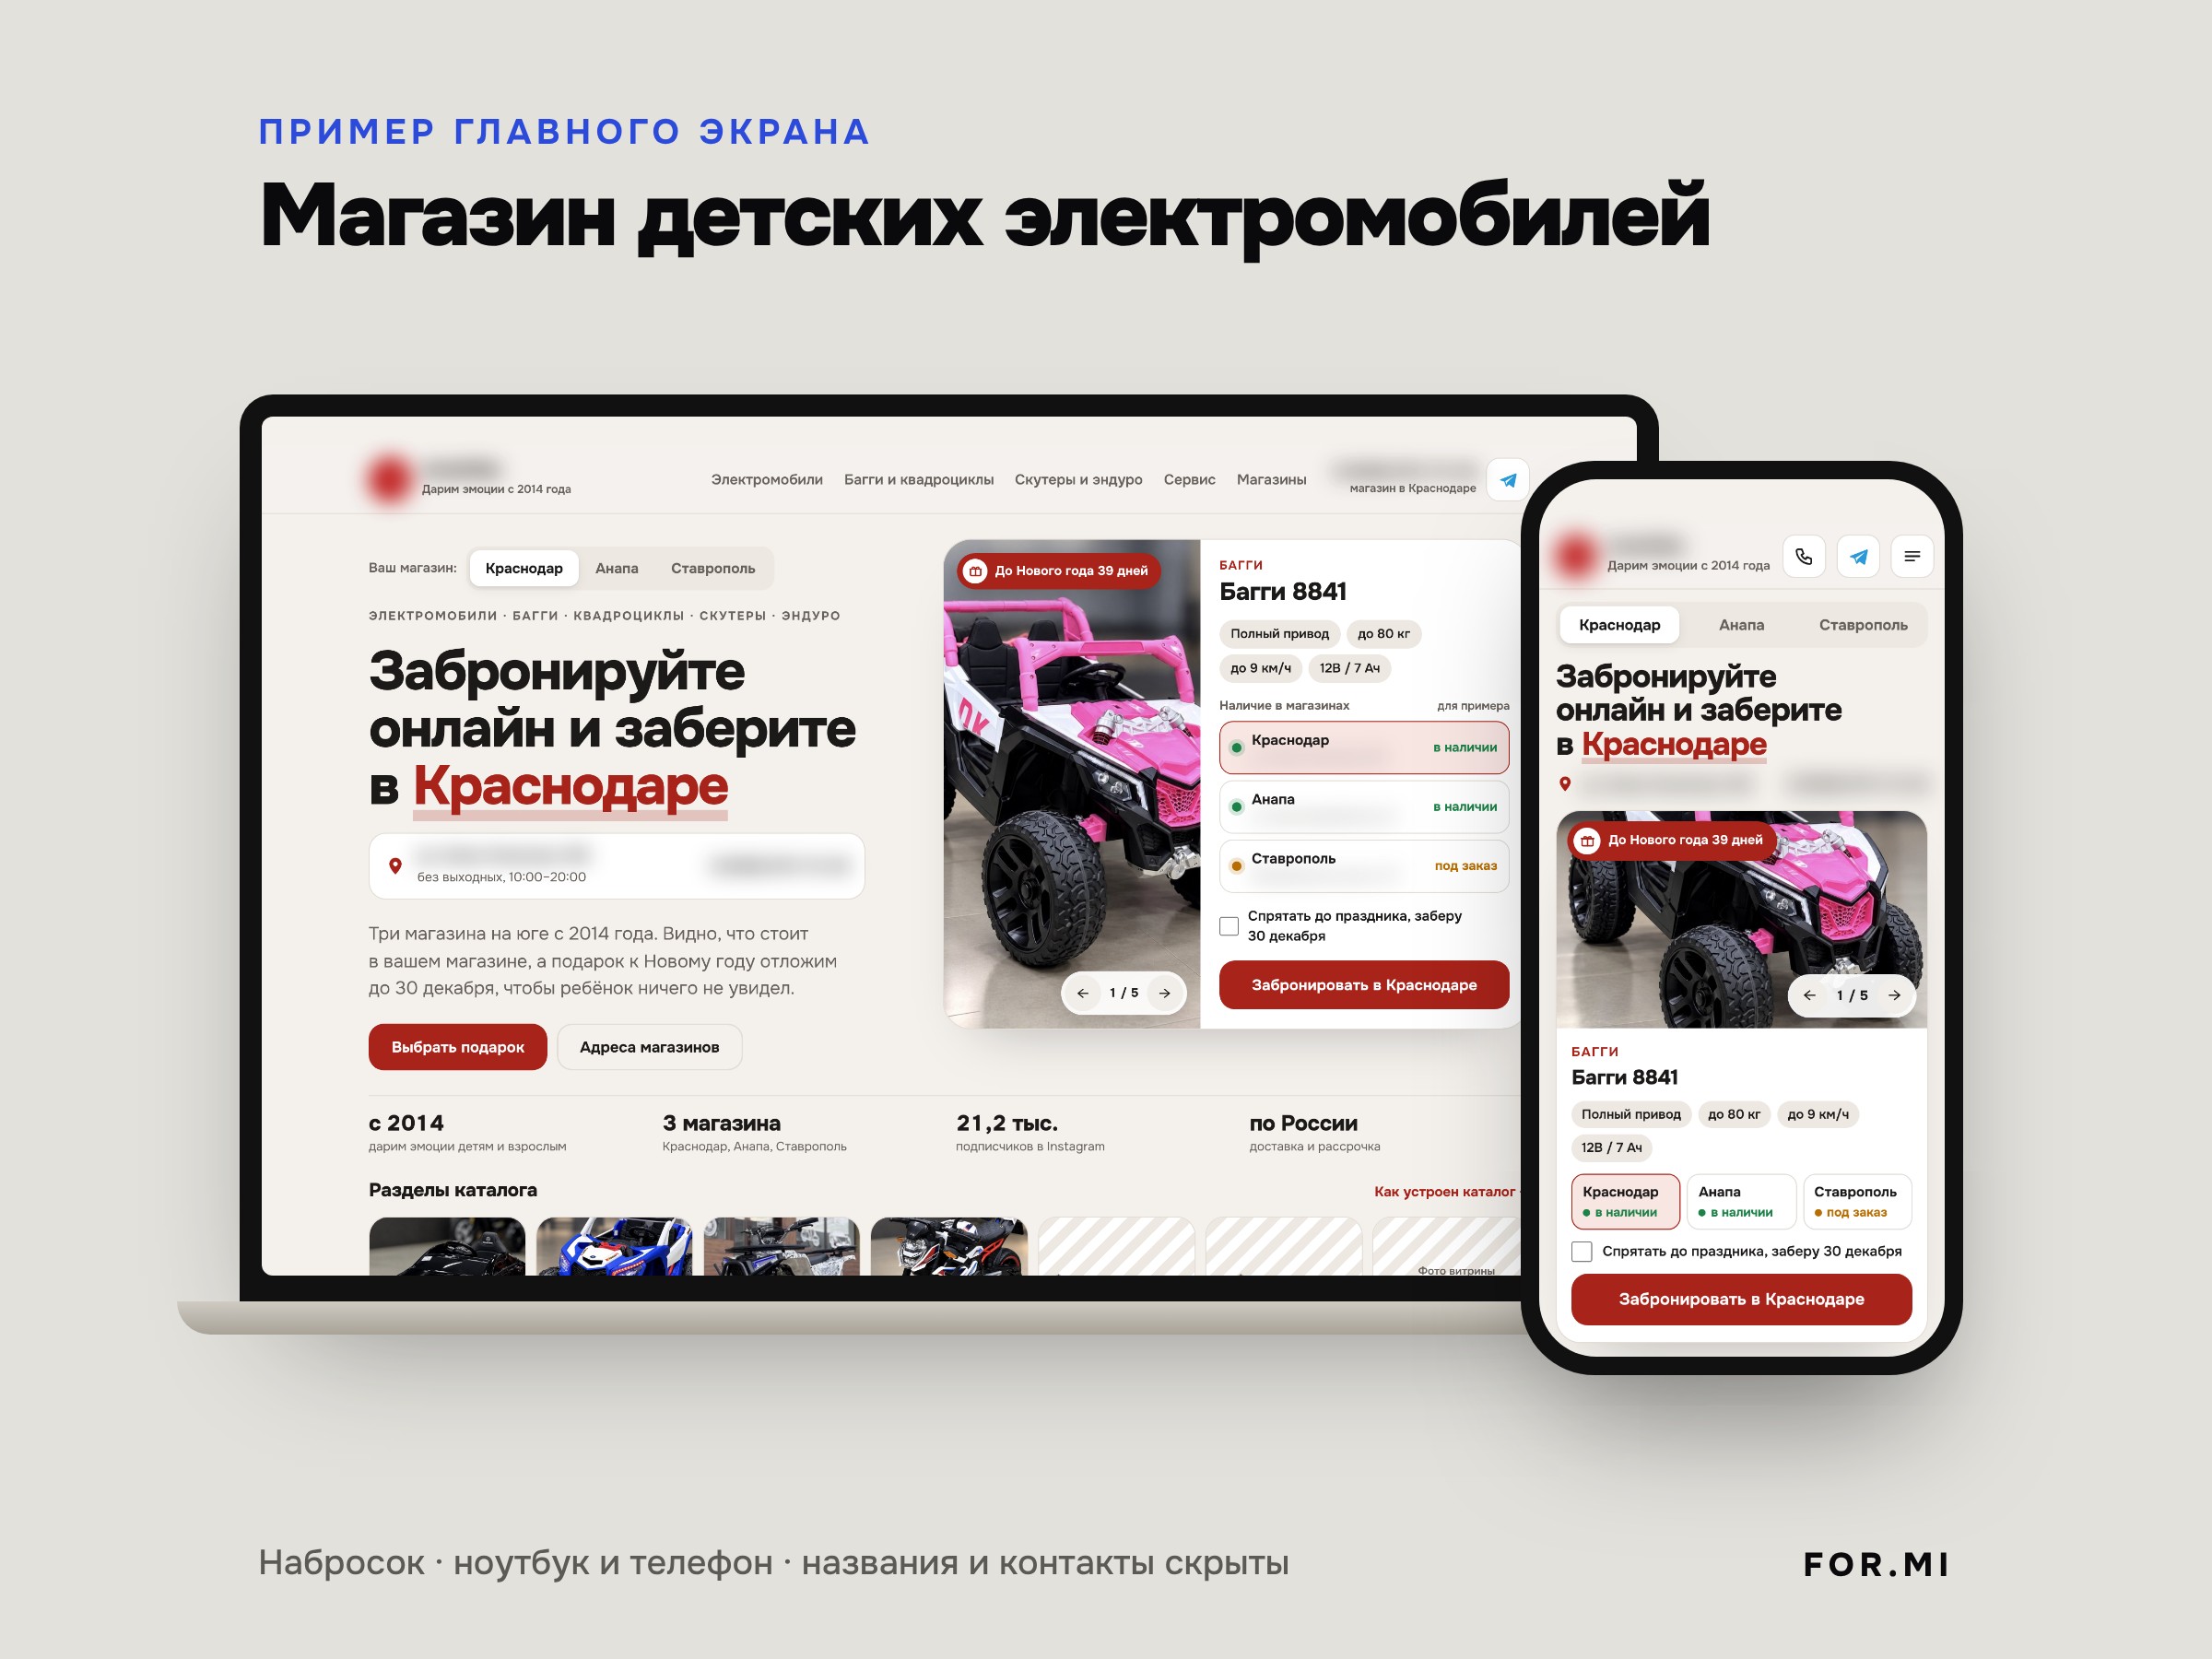 ПРИМЕР ГЛАВНОГО ЭКРАНА
Магазин детских электромобилей
Дарим эмоции с 2014 года
Электромобили Багги и квадроциклы Скутеры и эндуро Сервис Магазины
магазин в Краснодаре
Ваш магазин: Краснодар Анапа Ставрополь
ЭЛЕКТРОМОБИЛИ · БАГГИ · КВАДРОЦИКЛЫ · СКУТЕРЫ · ЭНДУРО
Забронируйте
онлайн и заберите
в Краснодаре
без выходных, 10:00–20:00
Три магазина на юге с 2014 года. Видно, что стоит
в вашем магазине, а подарок к Новому году отложим
до 30 декабря, чтобы ребёнок ничего не увидел.
Выбрать подарок Адреса магазинов
До Нового года 39 дней
1 / 5
БАГГИ
Багги 8841
Полный привод до 80 кг
до 9 км/ч 12В / 7 Ач
Наличие в магазинах для примера
Краснодар в наличии
Анапа в наличии
Ставрополь под заказ
Спрятать до праздника, заберу
30 декабря
Забронировать в Краснодаре
с 2014
дарим эмоции детям и взрослым
3 магазина
Краснодар, Анапа, Ставрополь
21,2 тыс.
подписчиков в Instagram
по России
доставка и рассрочка
Разделы каталога Как устроен каталог
Фото витрины
Дарим эмоции с 2014 года
Краснодар Анапа Ставрополь
Забронируйте
онлайн и заберите
в Краснодаре
До Нового года 39 дней
1 / 5
БАГГИ
Багги 8841
Полный привод до 80 кг до 9 км/ч
12В / 7 Ач
Краснодар
в наличии
Анапа
в наличии
Ставрополь
под заказ
Спрятать до праздника, заберу 30 декабря
Забронировать в Краснодаре
Набросок · ноутбук и телефон · названия и контакты скрыты
FOR.MI